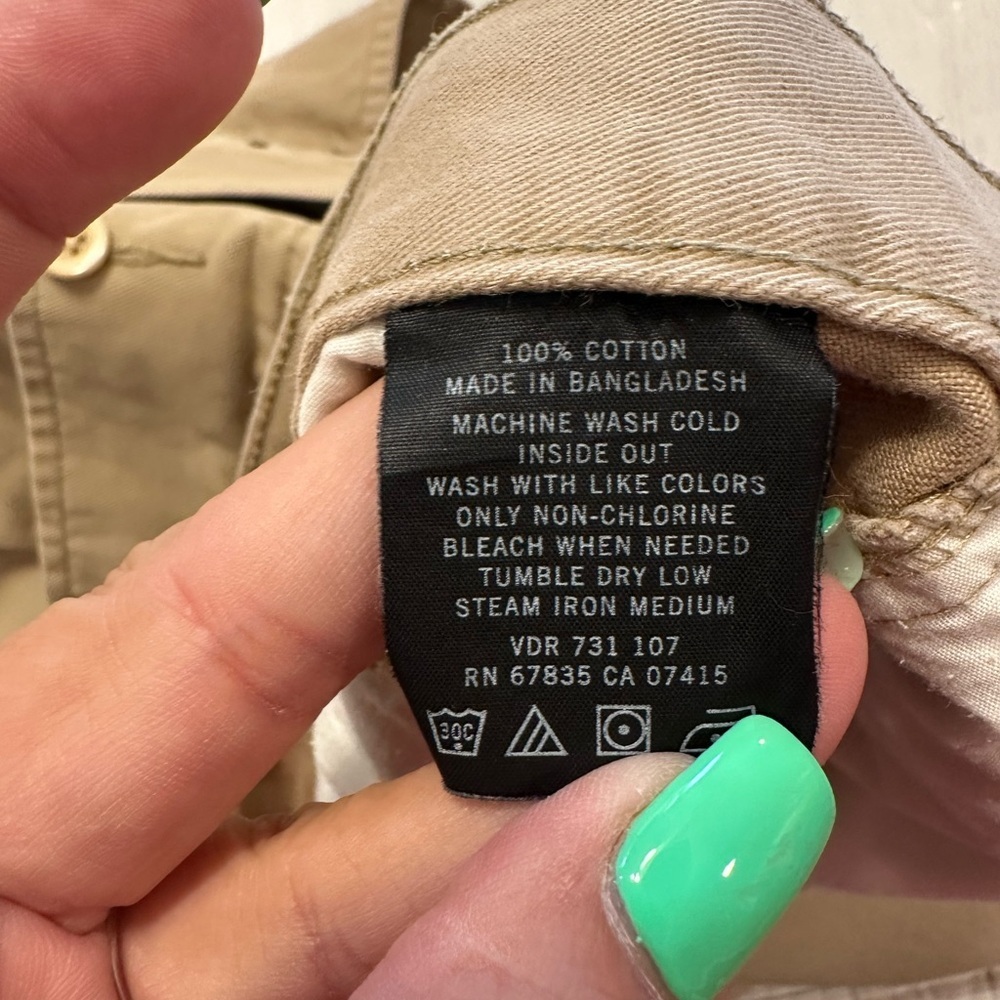 100% COTTON
MADE IN BANGLADESH
MACHINE WASH COLD
INSIDE OUT
WASH WITH LIKE COLORS
ONLY NON-CHLORINE
BLEACH WHEN NEEDED
TUMBLE DRY LOW
STEAM IRON MEDIUM
VDR 731 107
RN 67835 CA 07415
30C